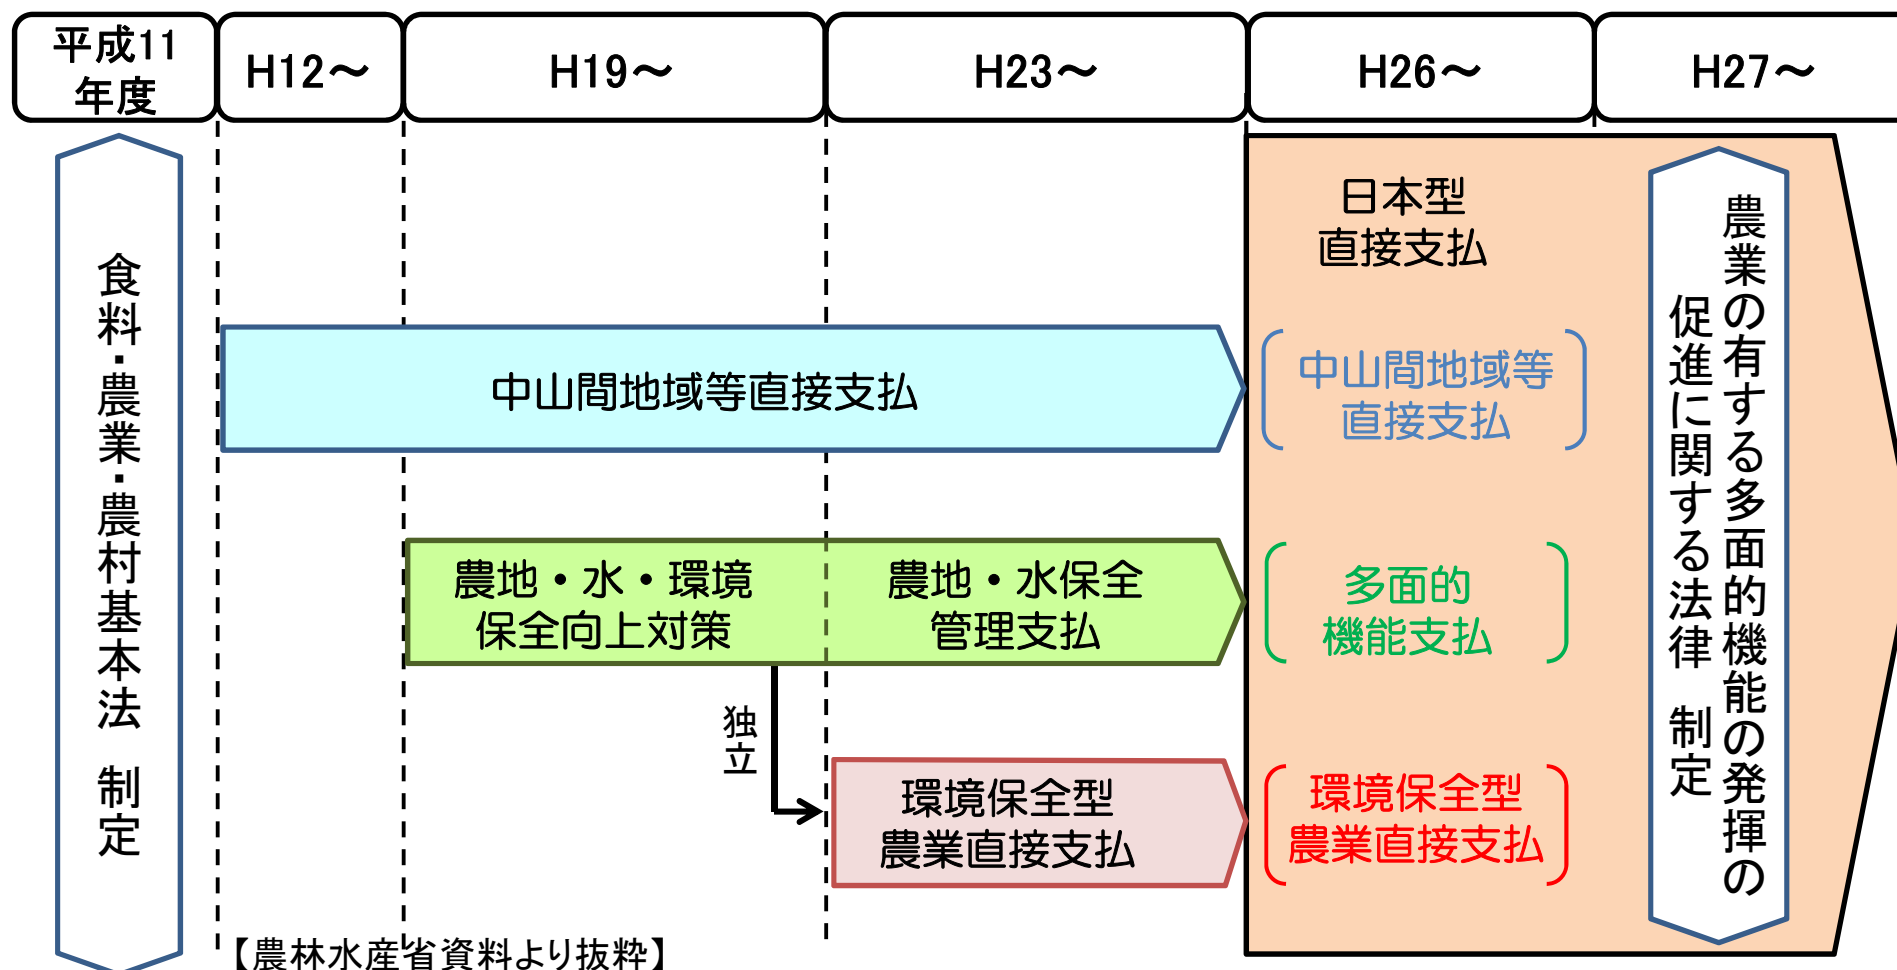 平成11
年度
H12～
H19～
H23～
H26～
H27～
食料・農業・農村基本法 制定
日本型
直接支払
農業の有する多面的機能の発揮の
促進に関する法律 制定
中山間地域等直接支払
中山間地域等
直接支払
農地・水・環境
保全向上対策
農地・水保全
管理支払
多面的
機能支払
独立
環境保全型
農業直接支払
環境保全型
農業直接支払
【農林水産省資料より抜粋】